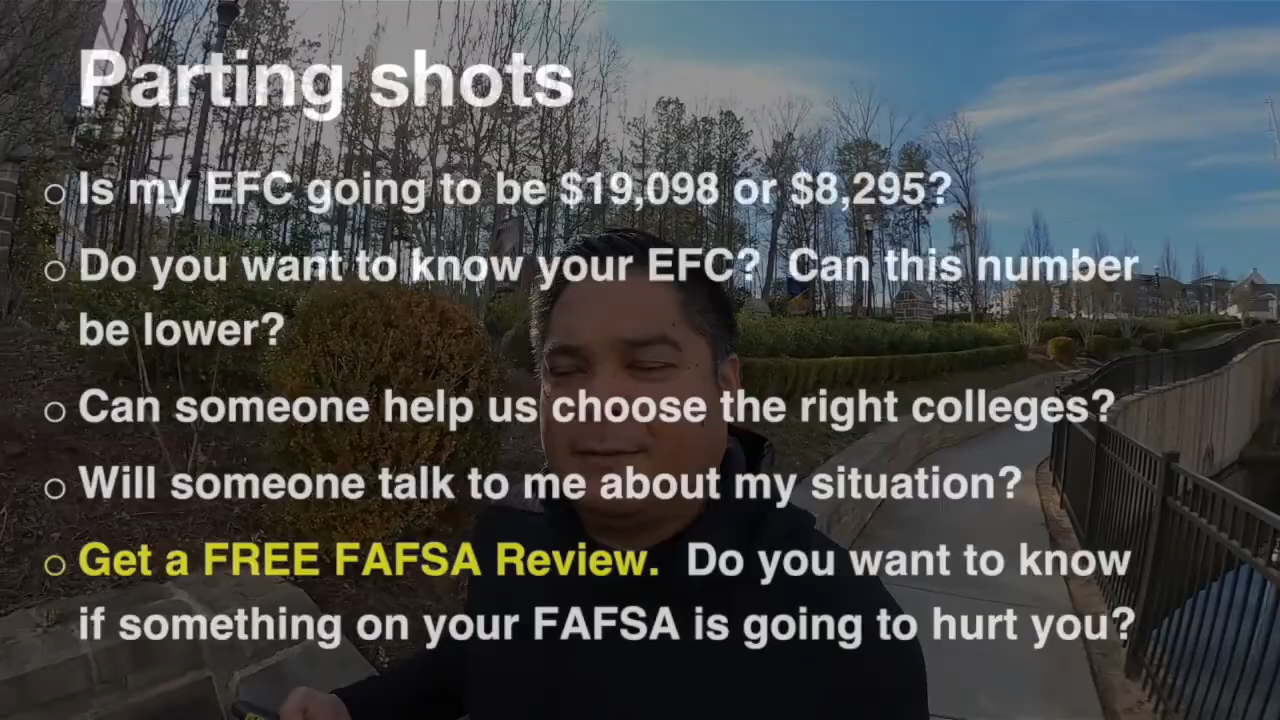 Parting shots
Is my EFC going to be $19,098 or $8,295?
Do you want to know your EFC? Can this number
be lower?
Can someone help us choose the right colleges?
Will someone talk to me about my situation?
Get a FREE FAFSA Review. Do you want to know
if something on your FAFSA is going to hurt you?